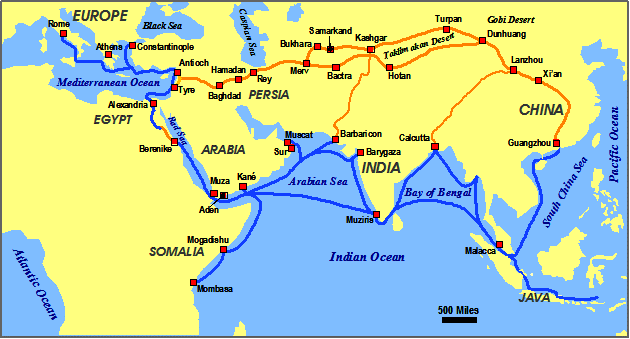 EUROPE
Rome
Black Sea
Athens
Constantinople
Caspian Sea
Samarkand
Bukhara
Kashgar
Turpan
Gobi Desert
Dunhuang
Taklimakan Desert
Antioch
Hamadan
Rey
Merv
Bactra
Hotan
Lanzhou
Xi'an
Mediterranean Ocean
Tyre
Baghdad
PERSIA
Alexandria
EGYPT
Red Sea
CHINA
Pacific Ocean
Berenike
ARABIA
Muscat
Sur
Barbaricon
Barygaza
Calcutta
Guangzhou
INDIA
Muza
Kané
Aden
Arabian Sea
Bay of Bengal
South China Sea
Muziris
Mogadishu
SOMALIA
Indian Ocean
Malacca
Atlantic Ocean
Mombasa
JAVA
500 Miles